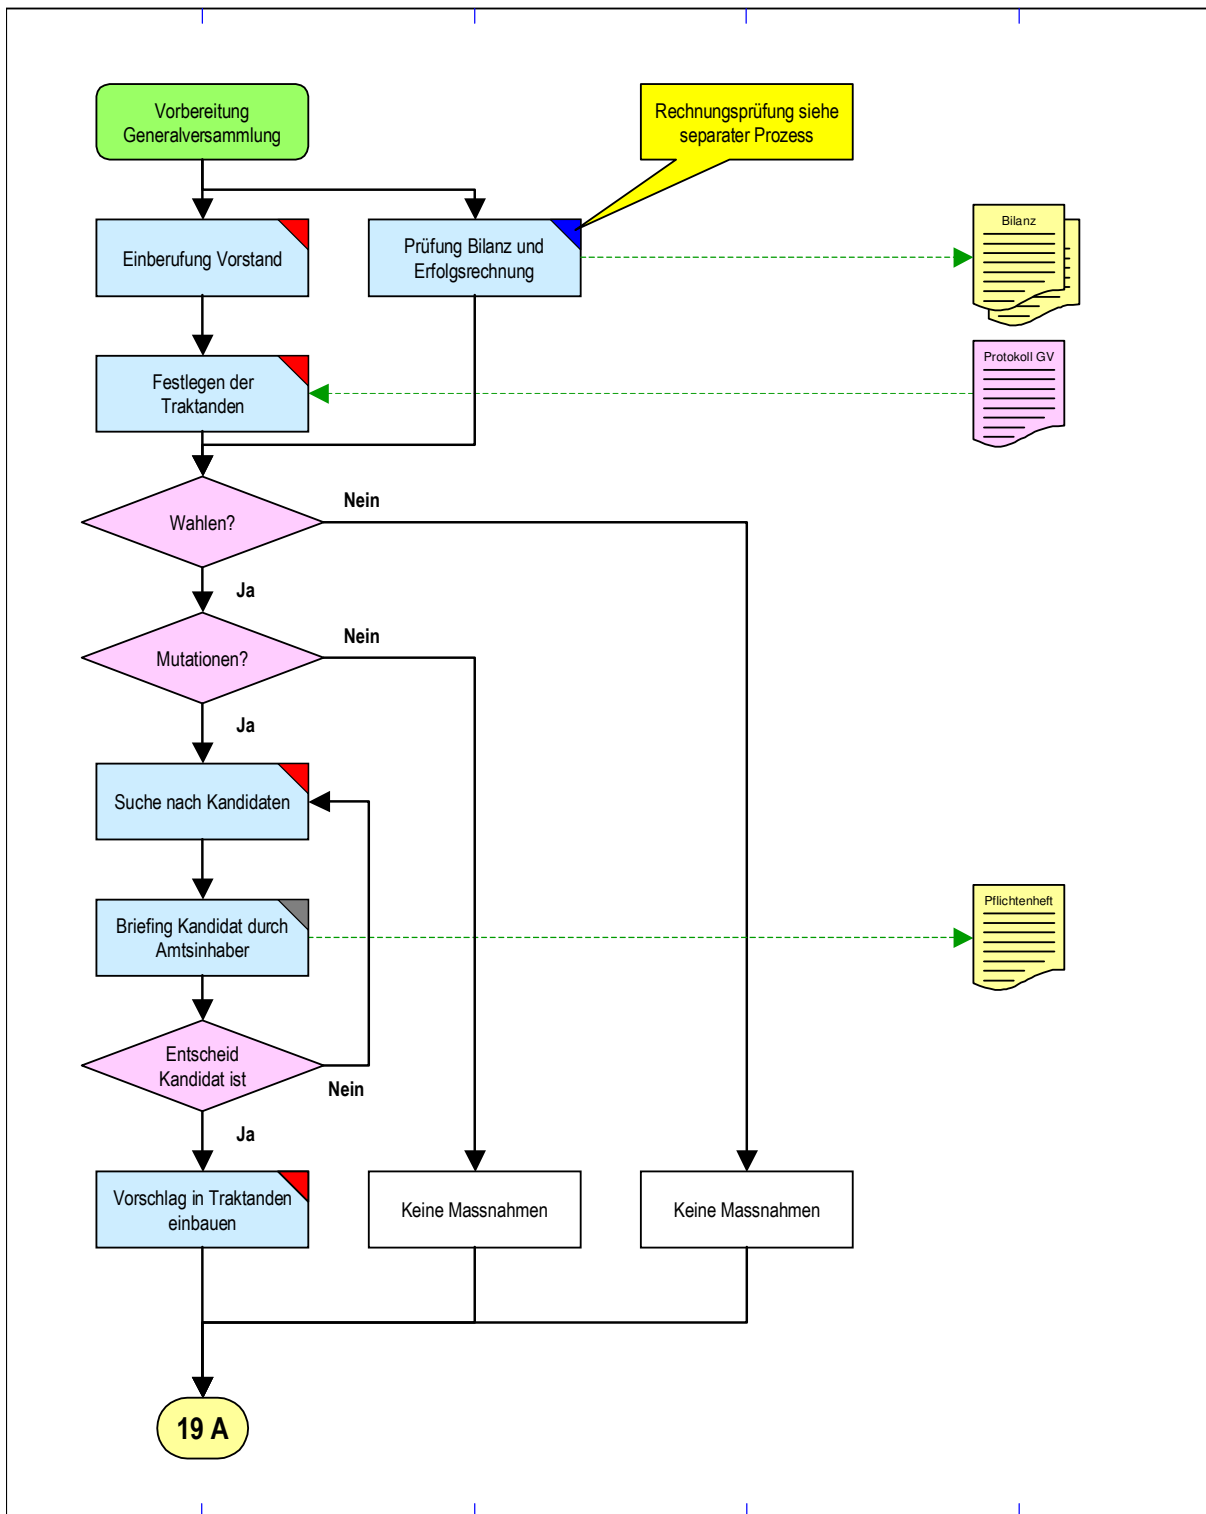 Vorbereitung
Generalversammlung
Rechnungsprüfung siehe
separater Prozess
Einberufung Vorstand
Prüfung Bilanz und
Erfolgsrechnung
Bilanz
Festlegen der
Traktanden
Protokoll GV
Wahlen?
Nein
Ja
Mutationen?
Nein
Ja
Suche nach Kandidaten
Briefing Kandidat durch
Amtsinhaber
Pflichtenheft
Entscheid
Kandidat ist
Nein
Ja
Vorschlag in Traktanden
einbauen
Keine Massnahmen
Keine Massnahmen
19 A